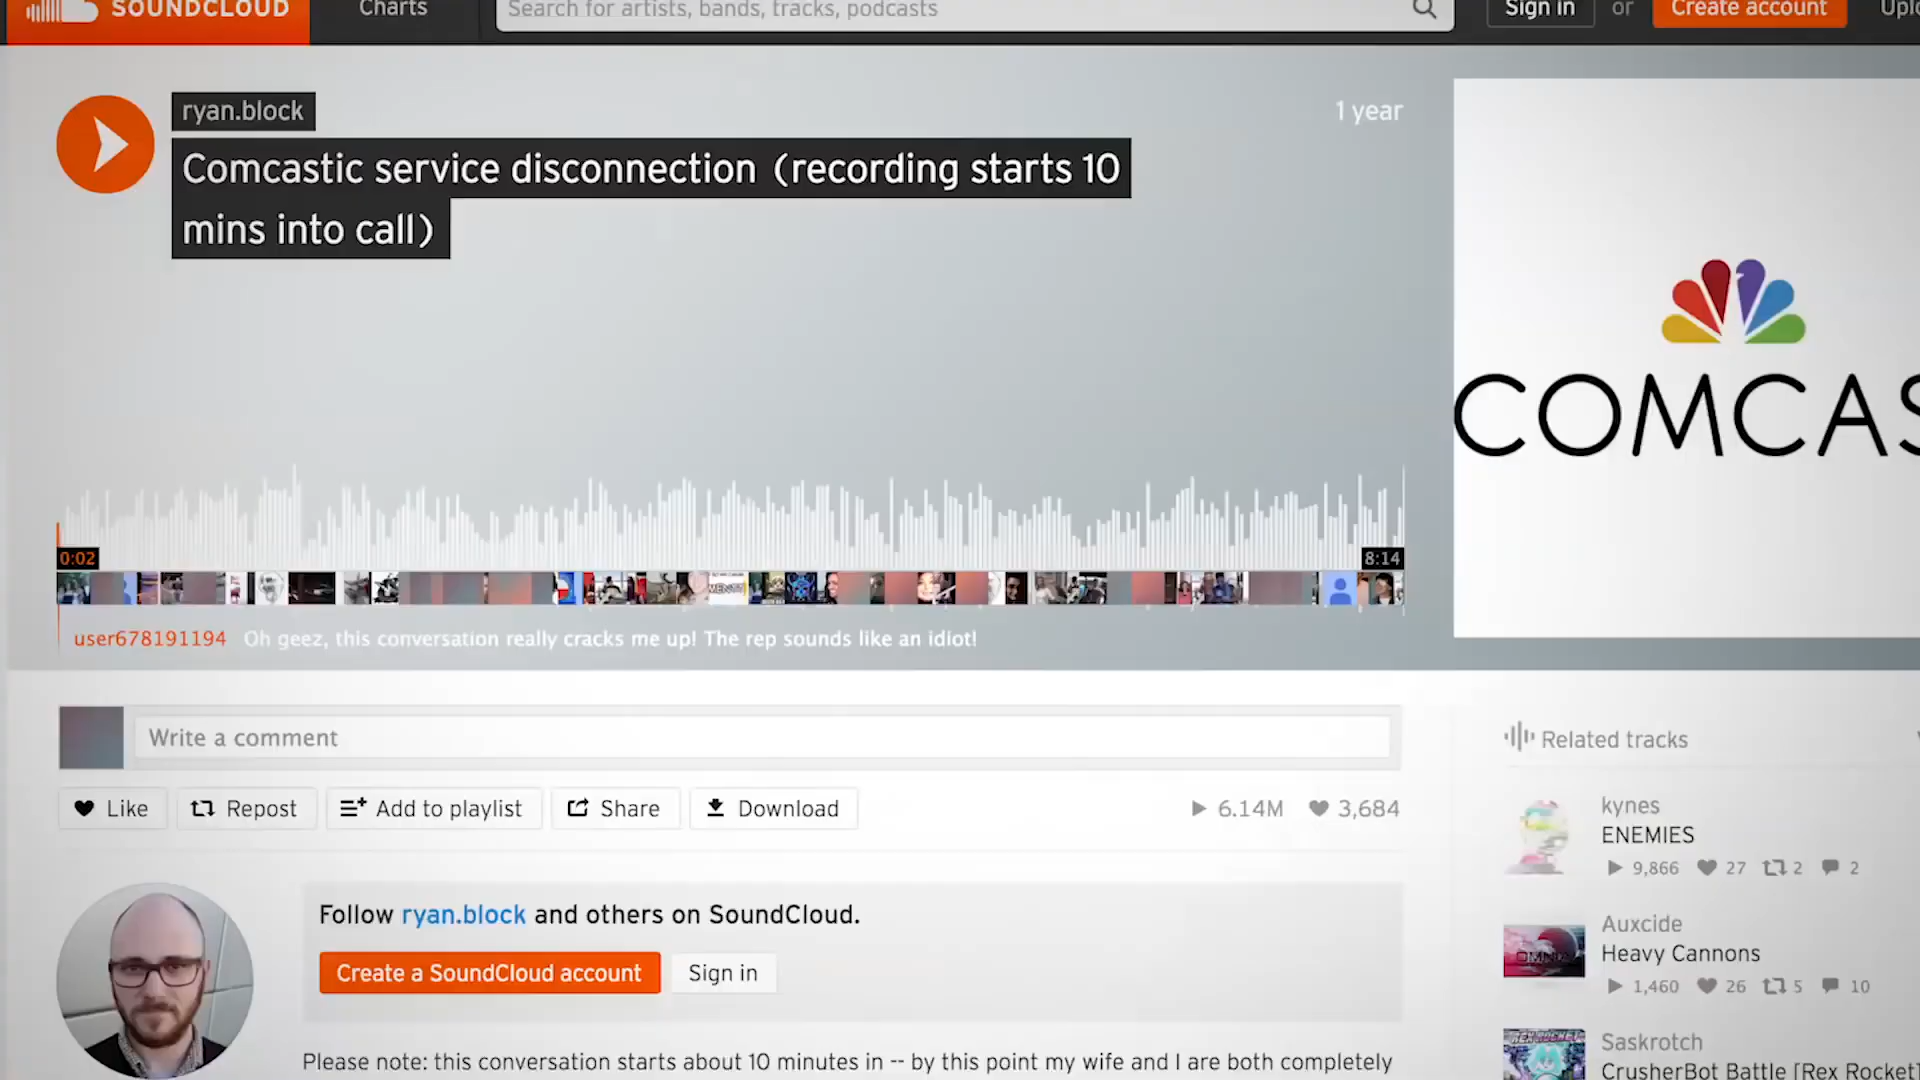 SOUNDCLOUD
Charts
Search for artists, bands, tracks, podcasts
Sign in or Create account
ryan.block
1 year
Comcastic service disconnection (recording starts 10
mins into call)
COMCAS
0:02
8:14
user678191194 Oh geez, this conversation really cracks me up! The rep sounds like an idiot!
Write a comment
Like Repost Add to playlist Share Download
6.14M 3,684
Related tracks
kynes
ENEMIES
9,866 27 2 2
Follow ryan.block and others on SoundCloud.
Create a SoundCloud account Sign in
Auxcide
Heavy Cannons
1,460 26 5 10
Saskrotch
CrusherBot Battle [Rex Rocket]
Please note: this conversation starts about 10 minutes in -- by this point my wife and I are both completely